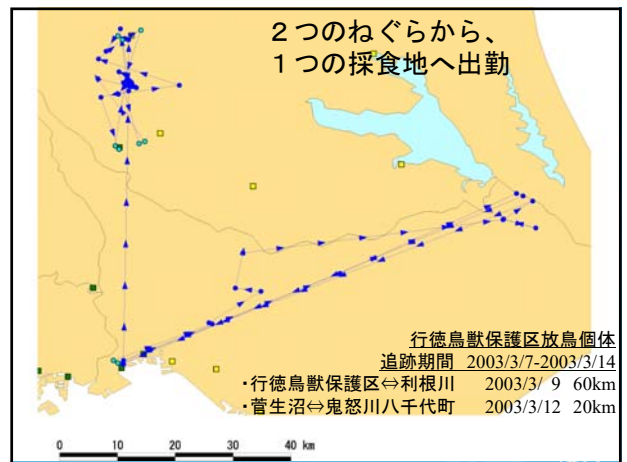 ２つのねぐらから、
１つの採食地へ出勤
行徳鳥獣保護区放鳥個体
追跡期間 2003/3/7-2003/3/14
・行徳鳥獣保護区⇔利根川 2003/3/ 9 60km
・菅生沼⇔鬼怒川八千代町 2003/3/12 20km
0 10 20 30 40 km